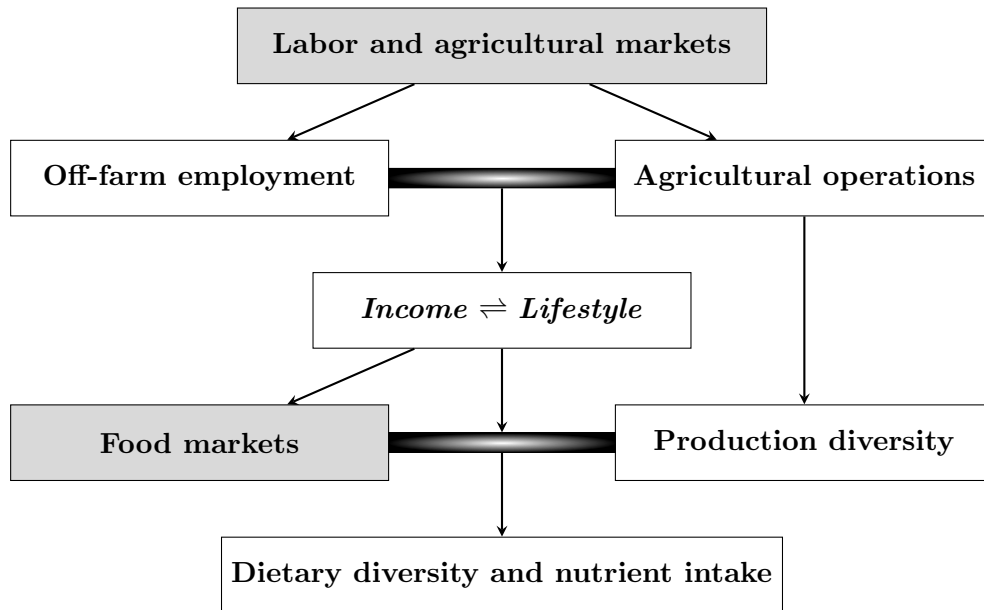 Labor and agricultural markets
Off-farm employment
Agricultural operations
Income ⇌ Lifestyle
Food markets
Production diversity
Dietary diversity and nutrient intake